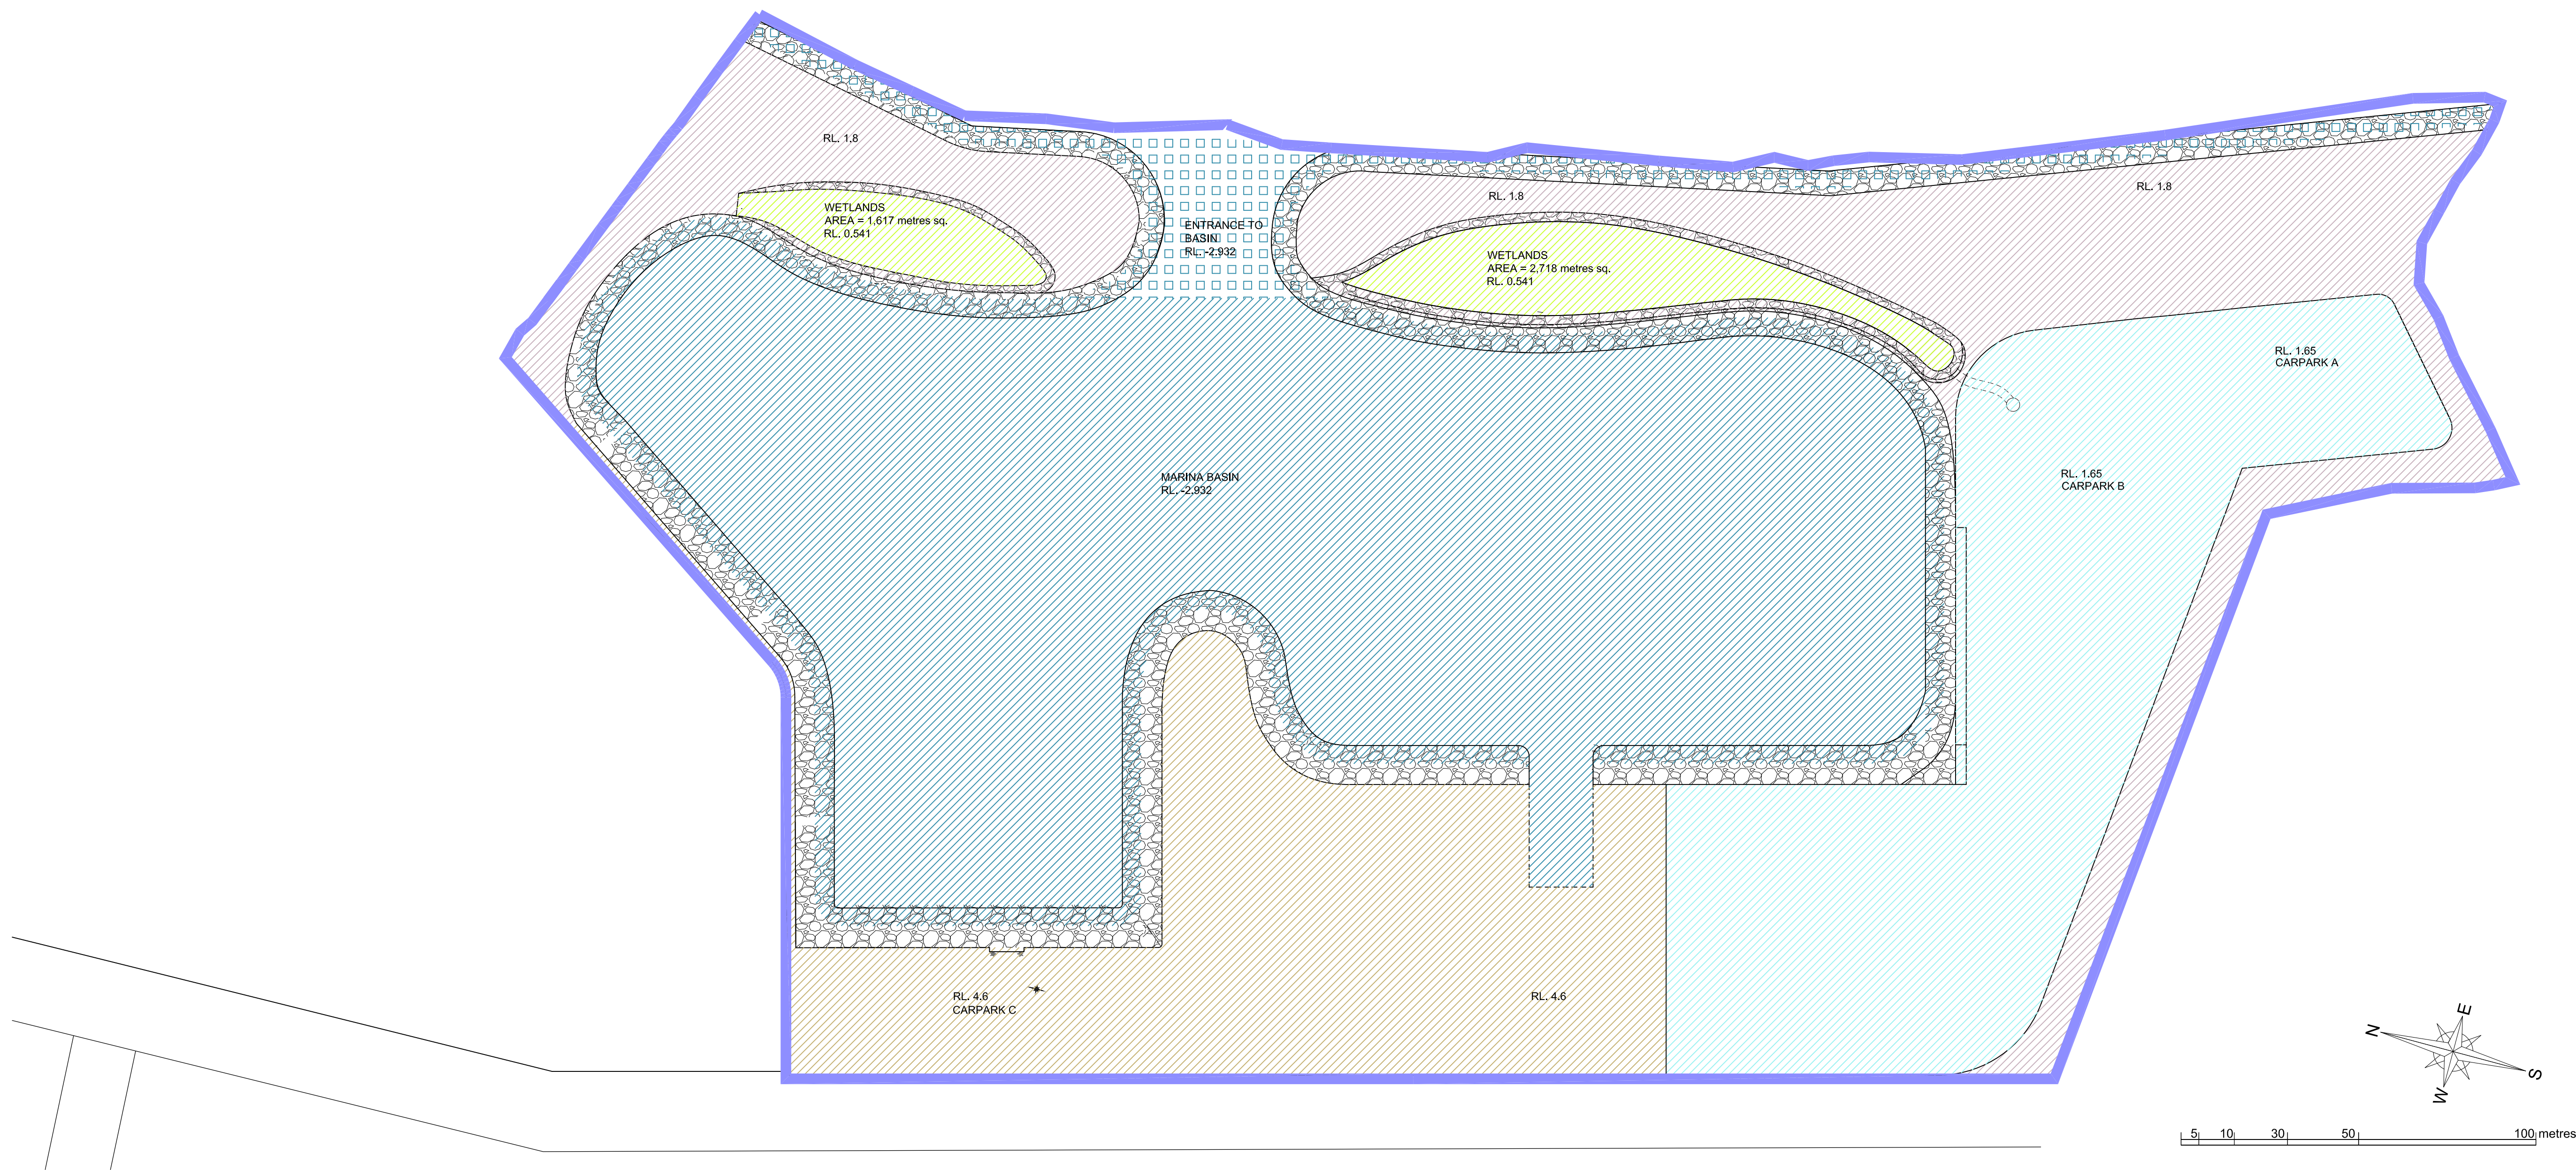 RL. 1.8
WETLANDS
AREA = 1,617 metres sq.
RL. 0.541
ENTRANCE TO
BASIN
RL. -2.932
RL. 1.8
RL. 1.8
WETLANDS
AREA = 2,718 metres sq.
RL. 0.541
RL. 1.65
CARPARK A
MARINA BASIN
RL. -2.932
RL. 1.65
CARPARK B
RL. 4.6
CARPARK C
RL. 4.6
E
N
S
W
5 10 30 50 100 metres